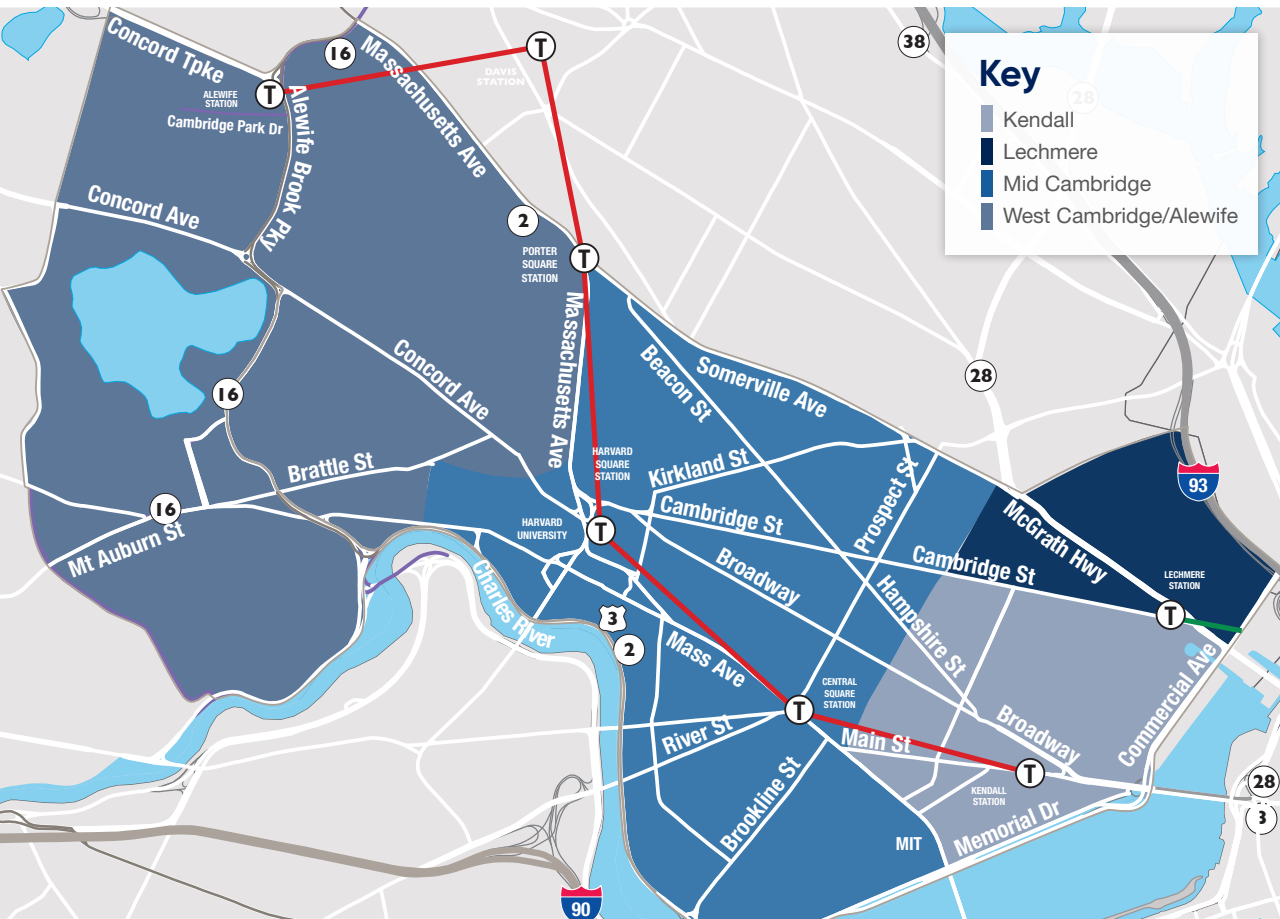 Concord Tpke
16
Massachusetts Ave
T
DAVIS
STATION
38
Key
28
Kendall
Lechmere
Mid Cambridge
West Cambridge/Alewife
ALEWIFE
STATION
T
Cambridge Park Dr
Alewife Brook Pky
Concord Ave
2
PORTER
SQUARE
STATION
T
Massachusetts Ave
Concord Ave
16
Beacon St
Somerville Ave
28
Brattle St
HARVARD
SQUARE
STATION
Kirkland St
Prospect St
93
16
Mt Auburn St
HARVARD
UNIVERSITY
T
Cambridge St
McGrath Hwy
Cambridge St
Broadway
Charles River
Hampshire St
LECHMERE
STATION
T
3
2
Mass Ave
CENTRAL
SQUARE
STATION
T
Commercial Ave
River St
Main St
Broadway
Brookline St
T
KENDALL
STATION
28
3
MIT
Memorial Dr
90